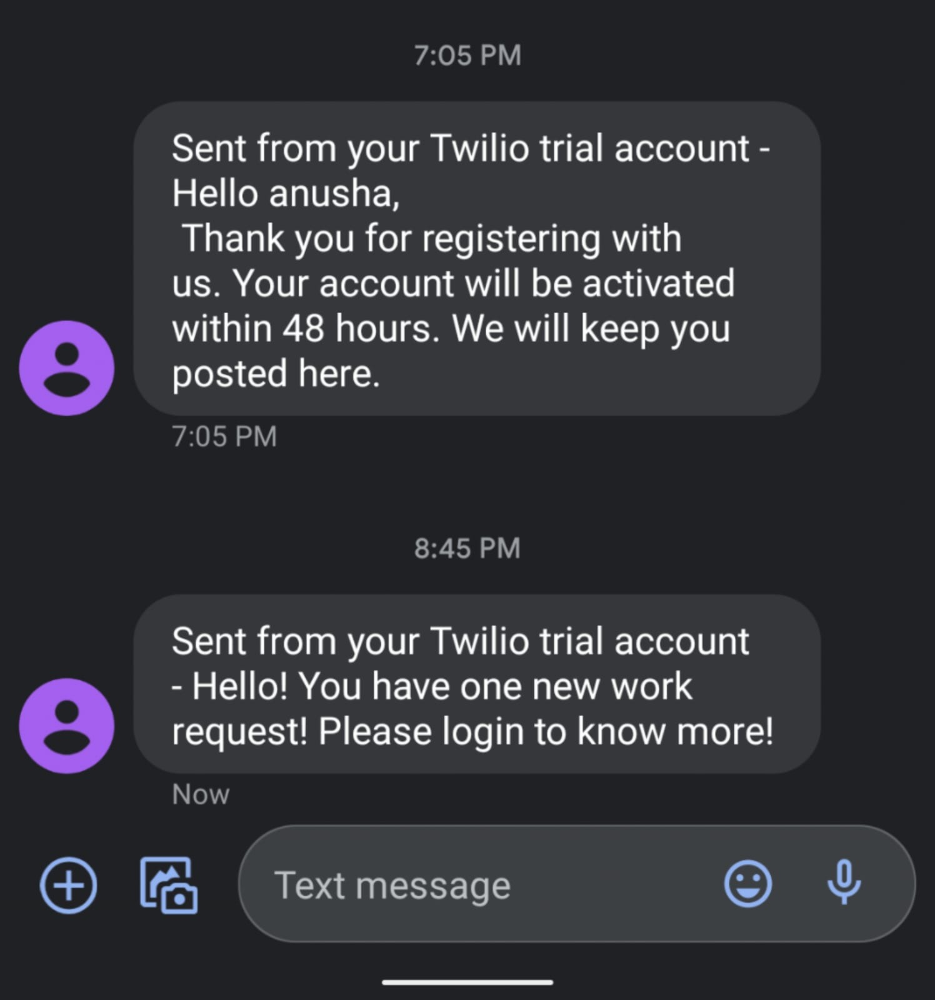 7:05 PM
Sent from your Twilio trial account -
Hello anusha,
Thank you for registering with
us. Your account will be activated
within 48 hours. We will keep you
posted here.
7:05 PM
8:45 PM
Sent from your Twilio trial account
- Hello! You have one new work
request! Please login to know more!
Now
Text message